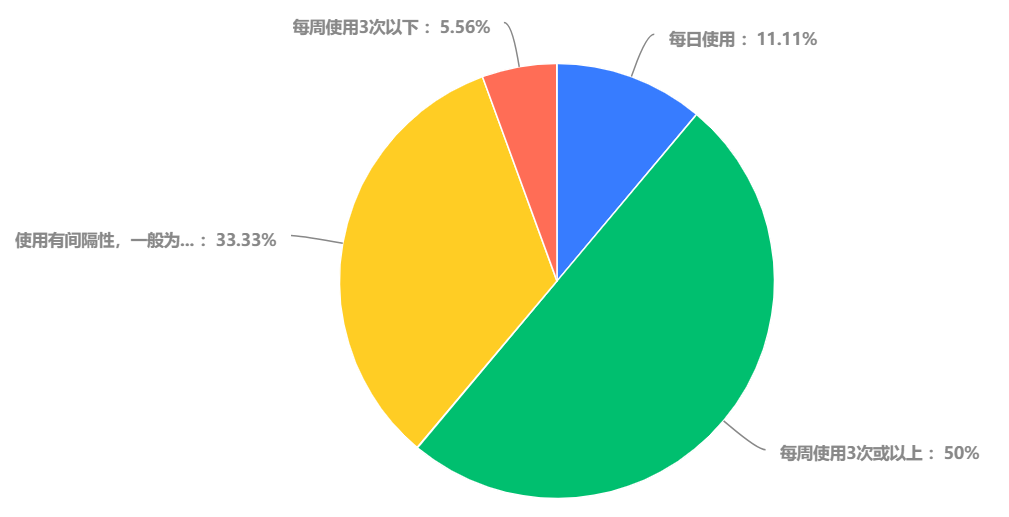 每周使用3次以下： 5.56%
每日使用： 11.11%
使用有间隔性，一般为...： 33.33%
每周使用3次或以上： 50%